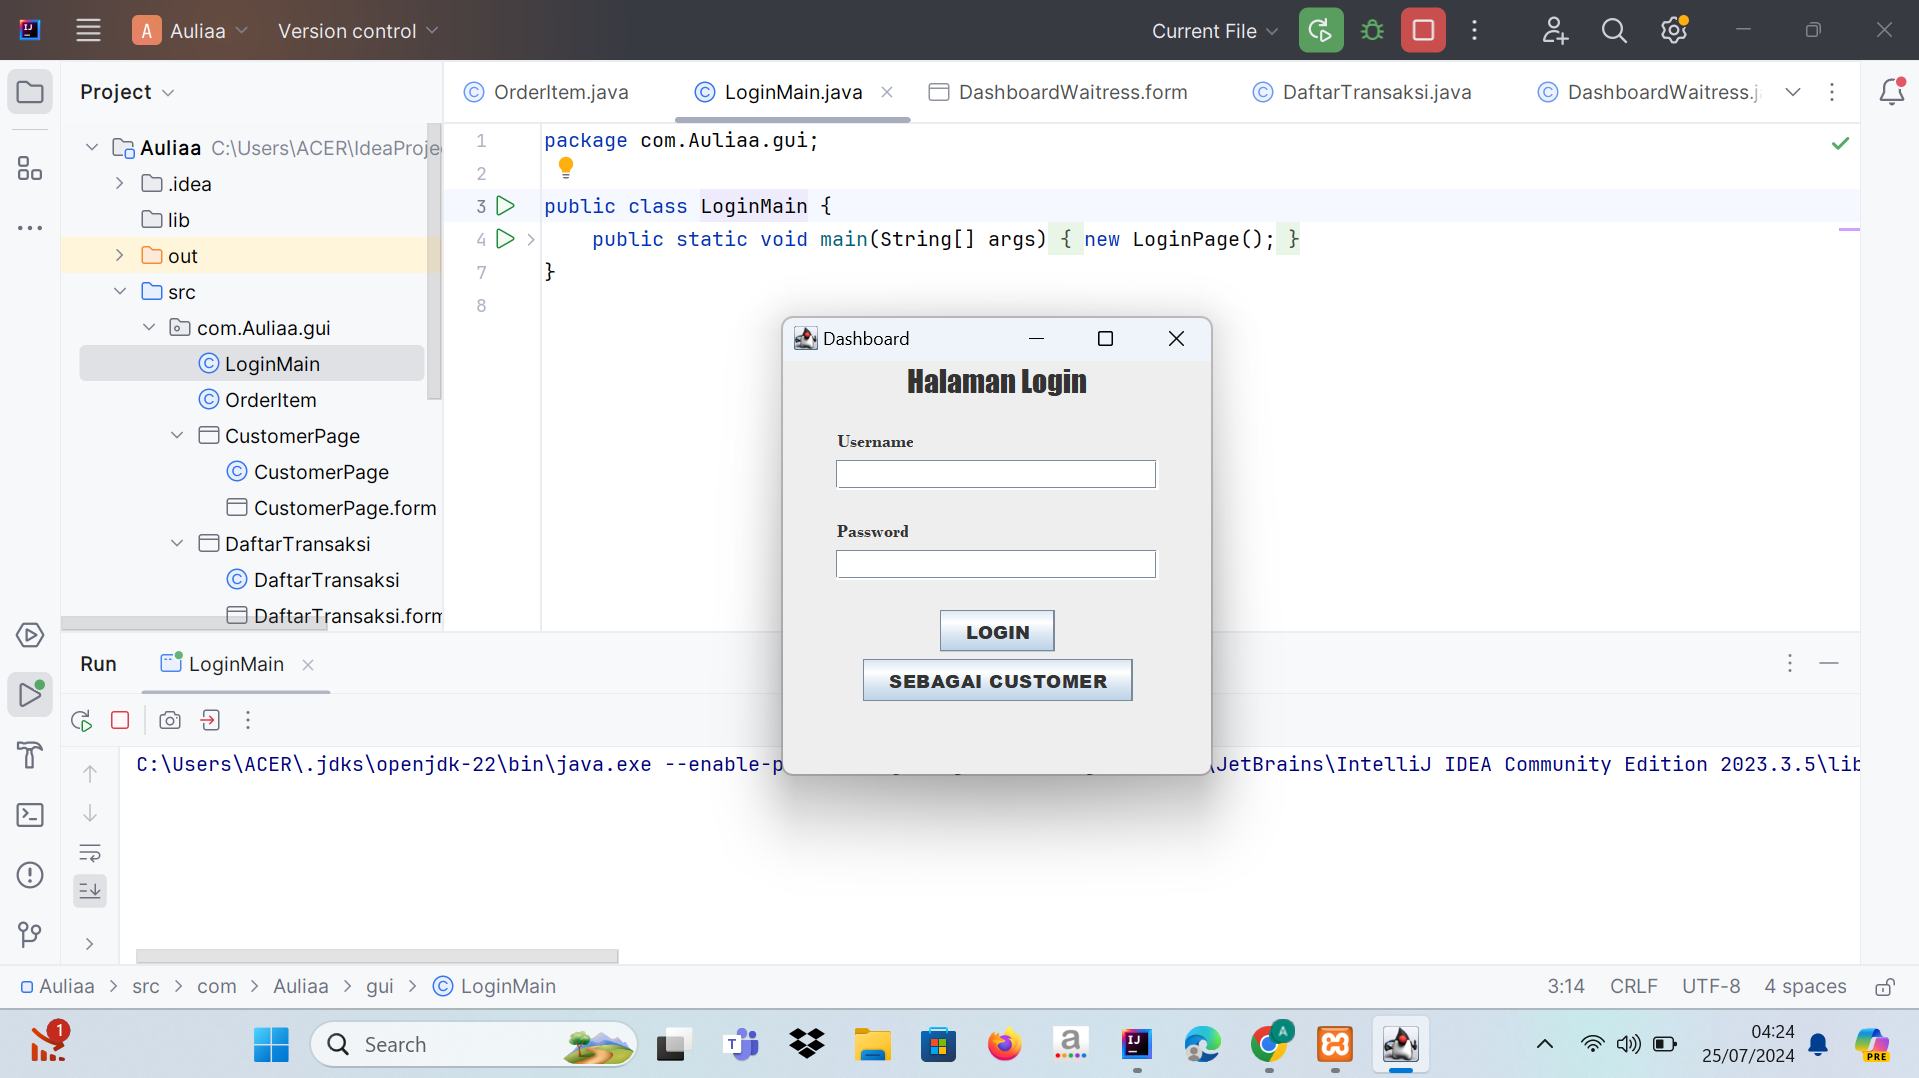 A Auliaa Version control Current File
Project
OrderItem.java LoginMain.java DashboardWaitress.form DaftarTransaksi.java DashboardWaitress.j
Auliaa C:\Users\ACER\IdeaProje
.idea
lib
out
src
com.Auliaa.gui
LoginMain
OrderItem
CustomerPage
CustomerPage
CustomerPage.form
DaftarTransaksi
DaftarTransaksi
DaftarTransaksi.form
1 package com.Auliaa.gui;
2
3 public class LoginMain {
4 public static void main(String[] args) { new LoginPage(); }
7 }
8
Dashboard
Halaman Login
Username
Password
LOGIN
SEBAGAI CUSTOMER
Run LoginMain
C:\Users\ACER\.jdks\openjdk-22\bin\java.exe --enable-p \JetBrains\IntelliJ IDEA Community Edition 2023.3.5\lib
Auliaa > src > com > Auliaa > gui > LoginMain 3:14 CRLF UTF-8 4 spaces
1 Search 04:24
25/07/2024
PRE